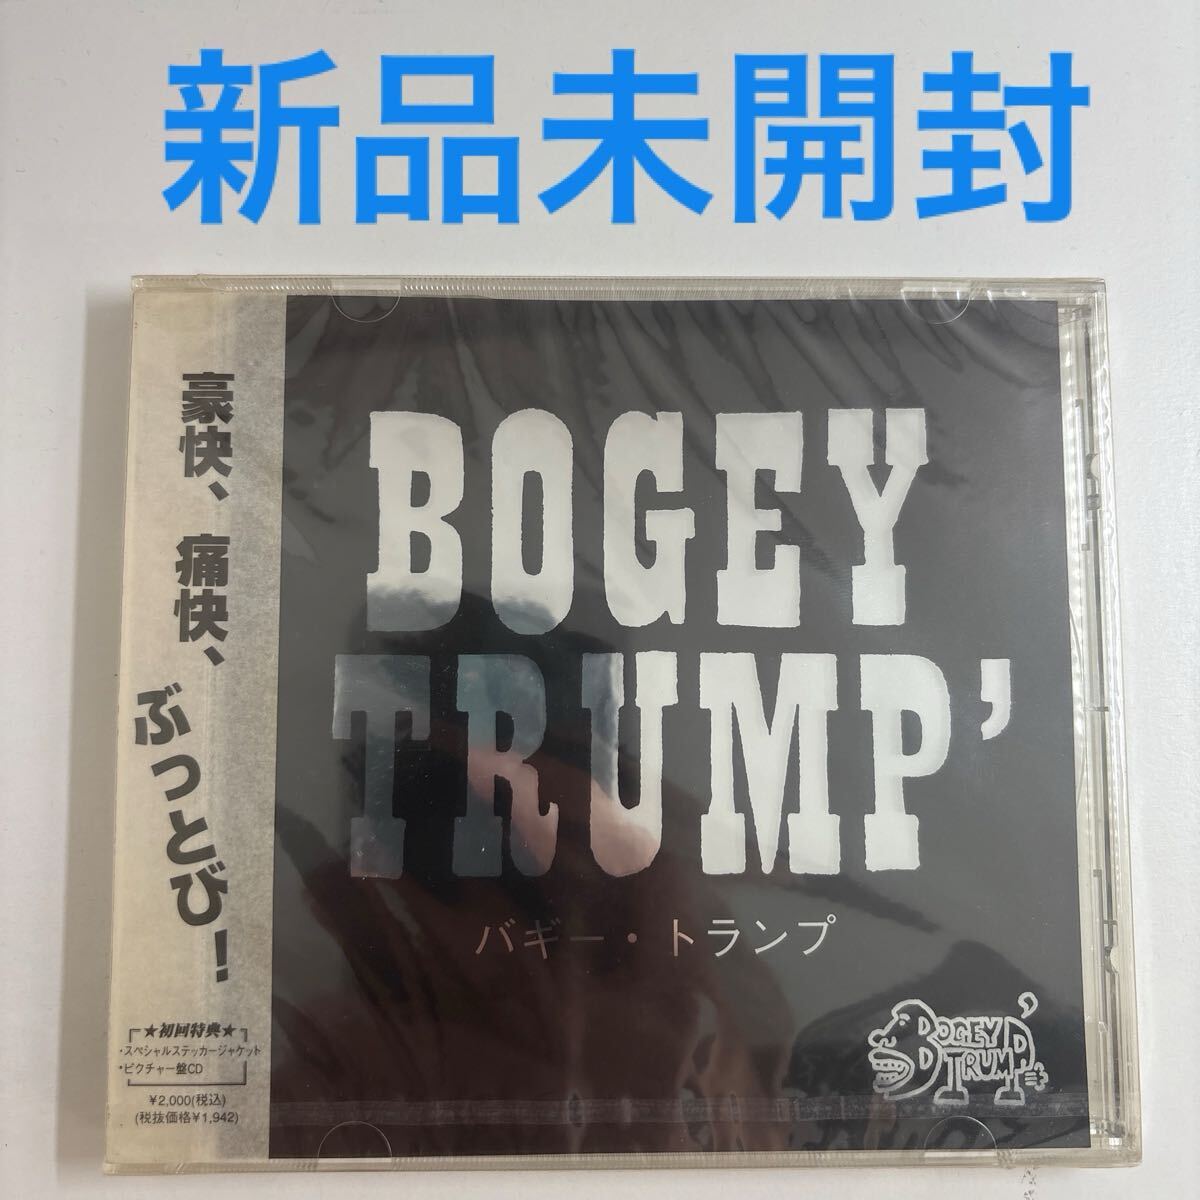 新品未開封
豪快、痛快、ぶっとび!
★初回特典★
・スペシャルステッカージャケット
・ピクチャー盤CD
¥2,000(税込)
(税抜価格¥1,942)
BOGEY
TRUMP'
バギー・トランプ
BOGEY
TRUMP'